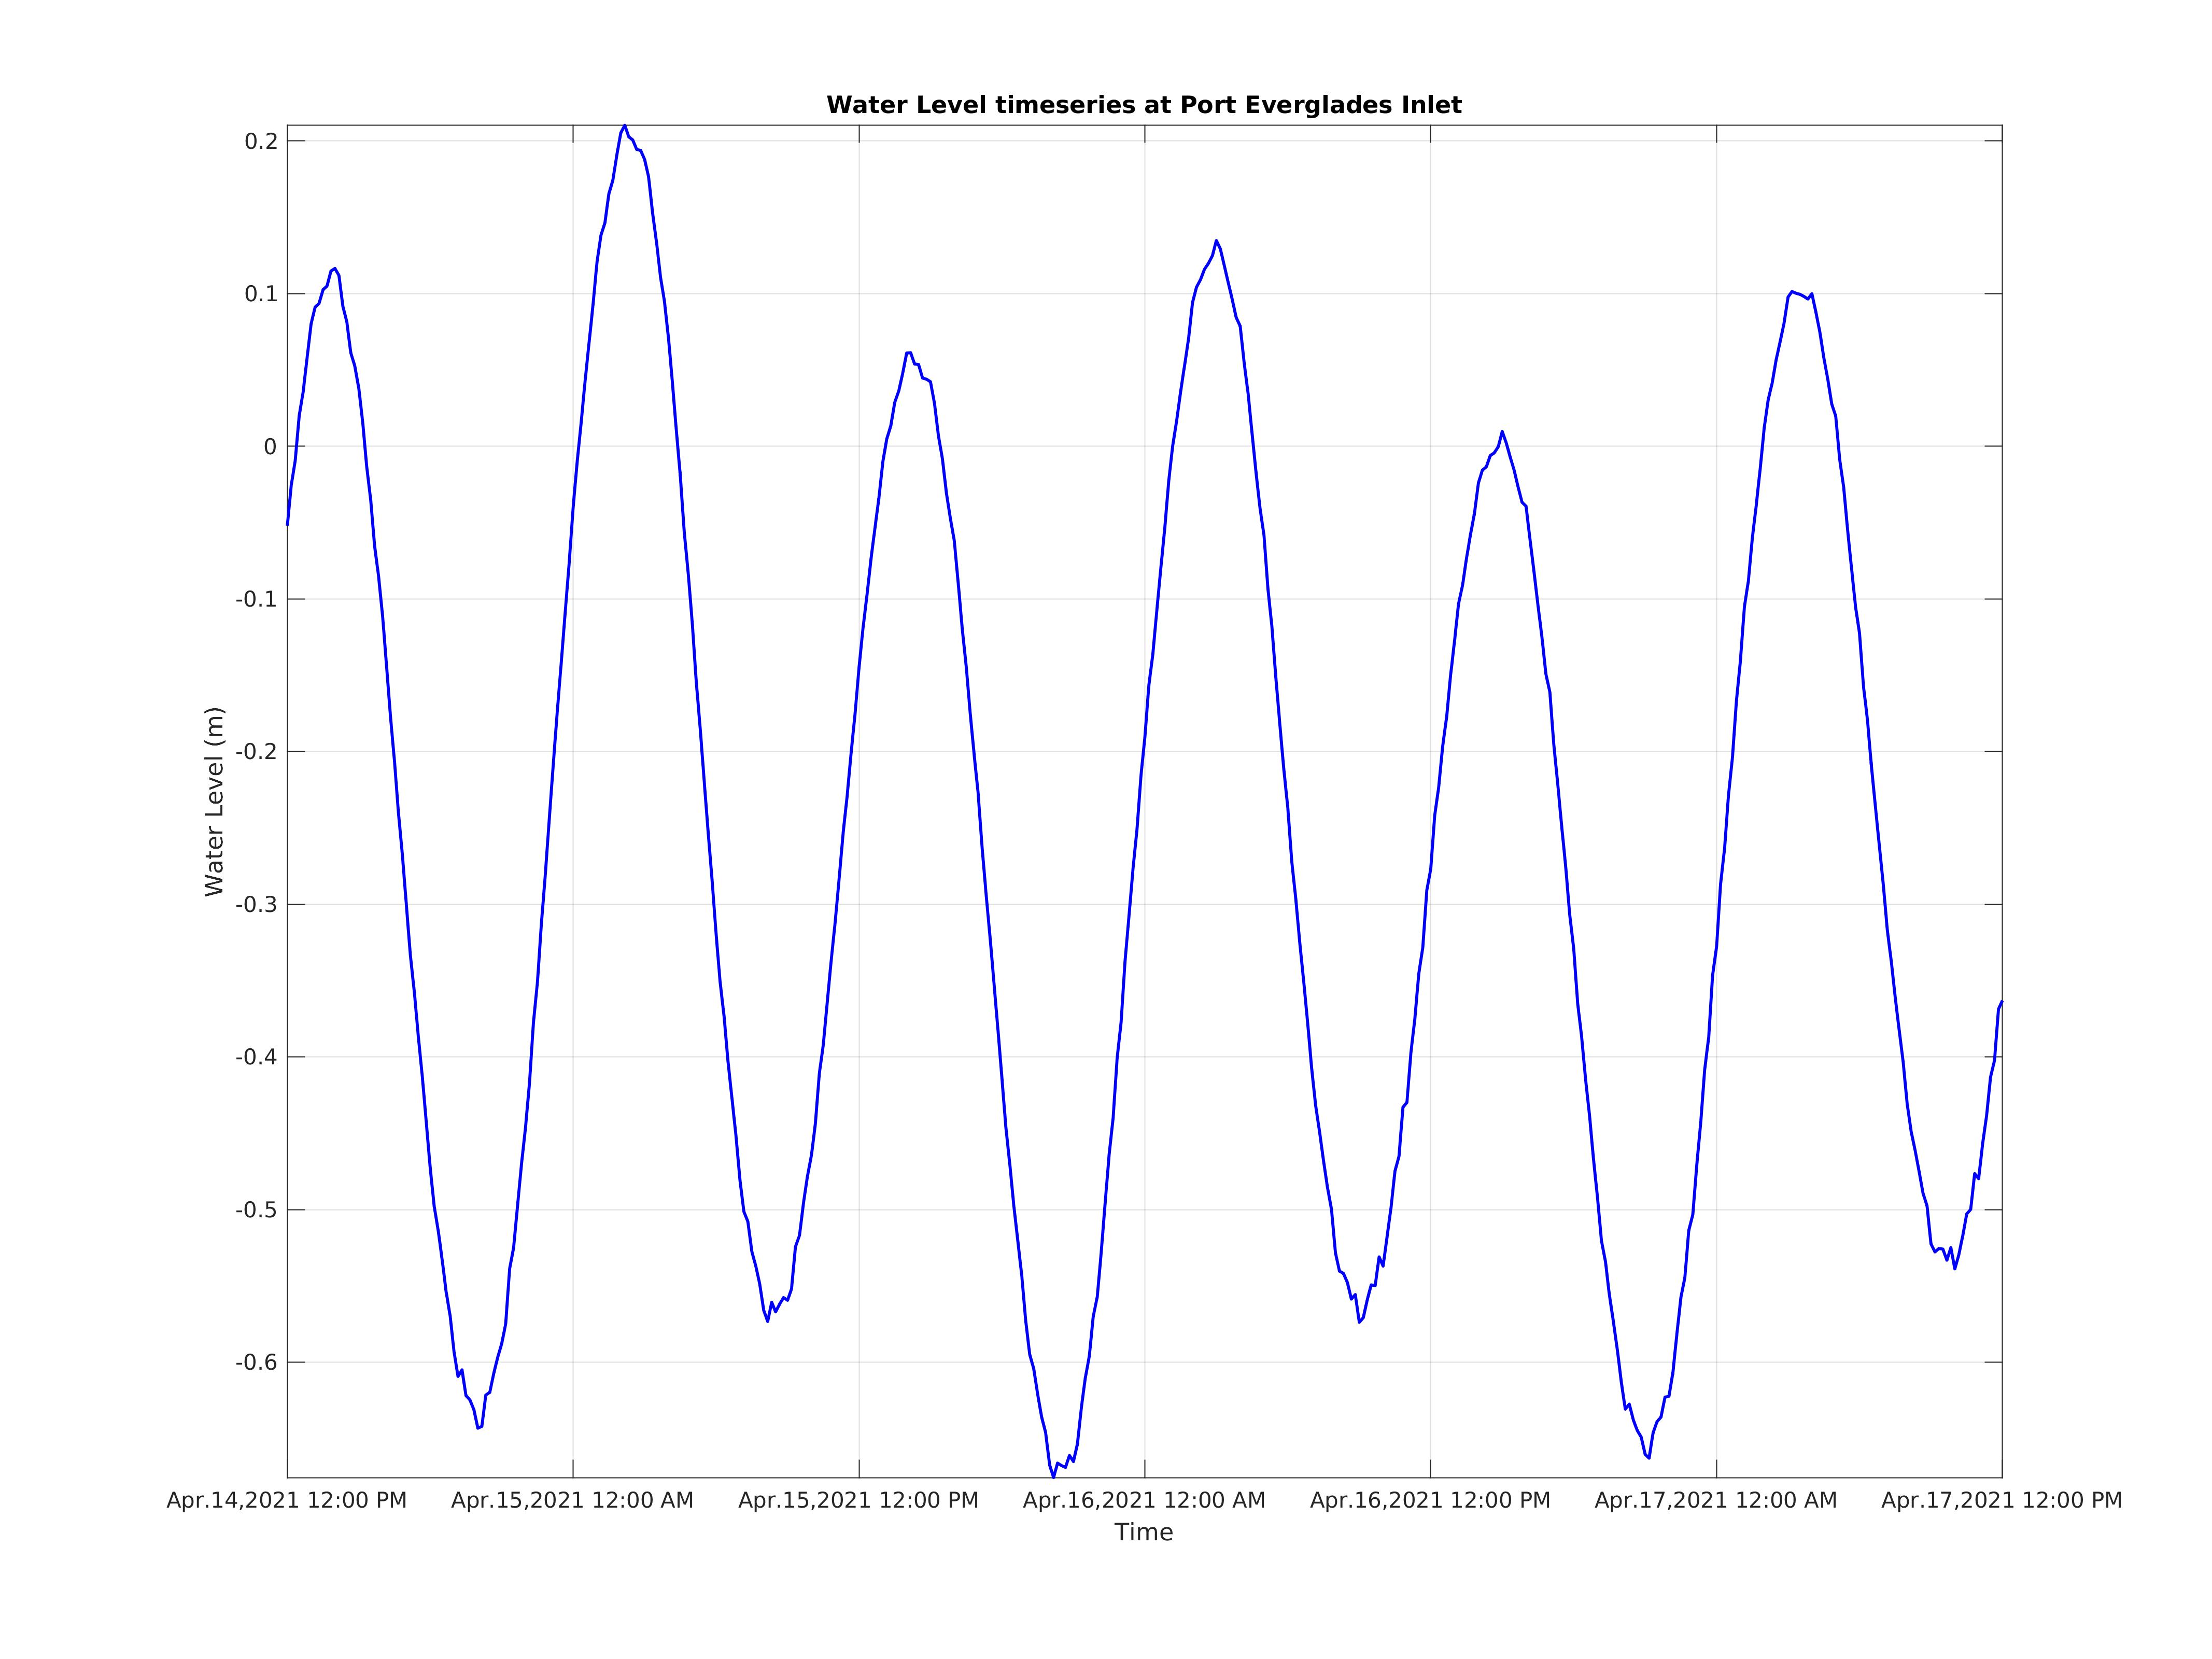 Water Level timeseries at Port Everglades Inlet
0.2
0.1
0
-0.1
-0.2
-0.3
-0.4
-0.5
-0.6
Water Level (m)
Apr.14,2021 12:00 PM Apr.15,2021 12:00 AM Apr.15,2021 12:00 PM Apr.16,2021 12:00 AM Apr.16,2021 12:00 PM Apr.17,2021 12:00 AM Apr.17,2021 12:00 PM
Time